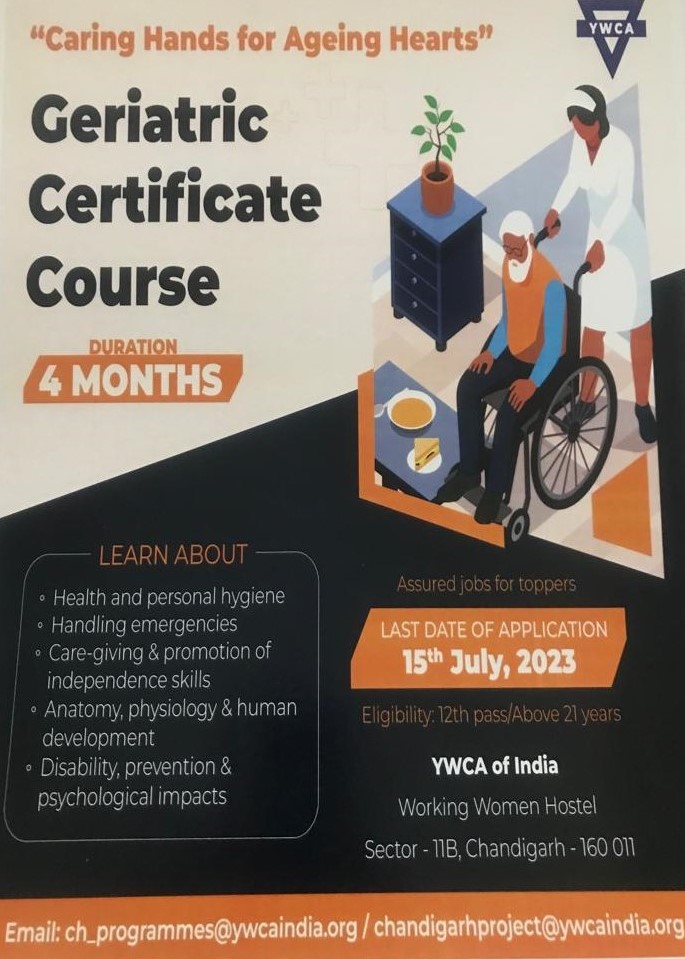 YWCA
“Caring Hands for Ageing Hearts”
Geriatric
Certificate
Course
DURATION
4 MONTHS
LEARN ABOUT
◦ Health and personal hygiene
◦ Handling emergencies
◦ Care-giving & promotion of
independence skills
◦ Anatomy, physiology & human
development
◦ Disability, prevention &
psychological impacts
Assured jobs for toppers
LAST DATE OF APPLICATION
15th July, 2023
Eligibility: 12th pass/Above 21 years
YWCA of India
Working Women Hostel
Sector - 11B, Chandigarh - 160 011
Email: ch_programmes@ywcaindia.org / chandigarhproject@ywcaindia.org